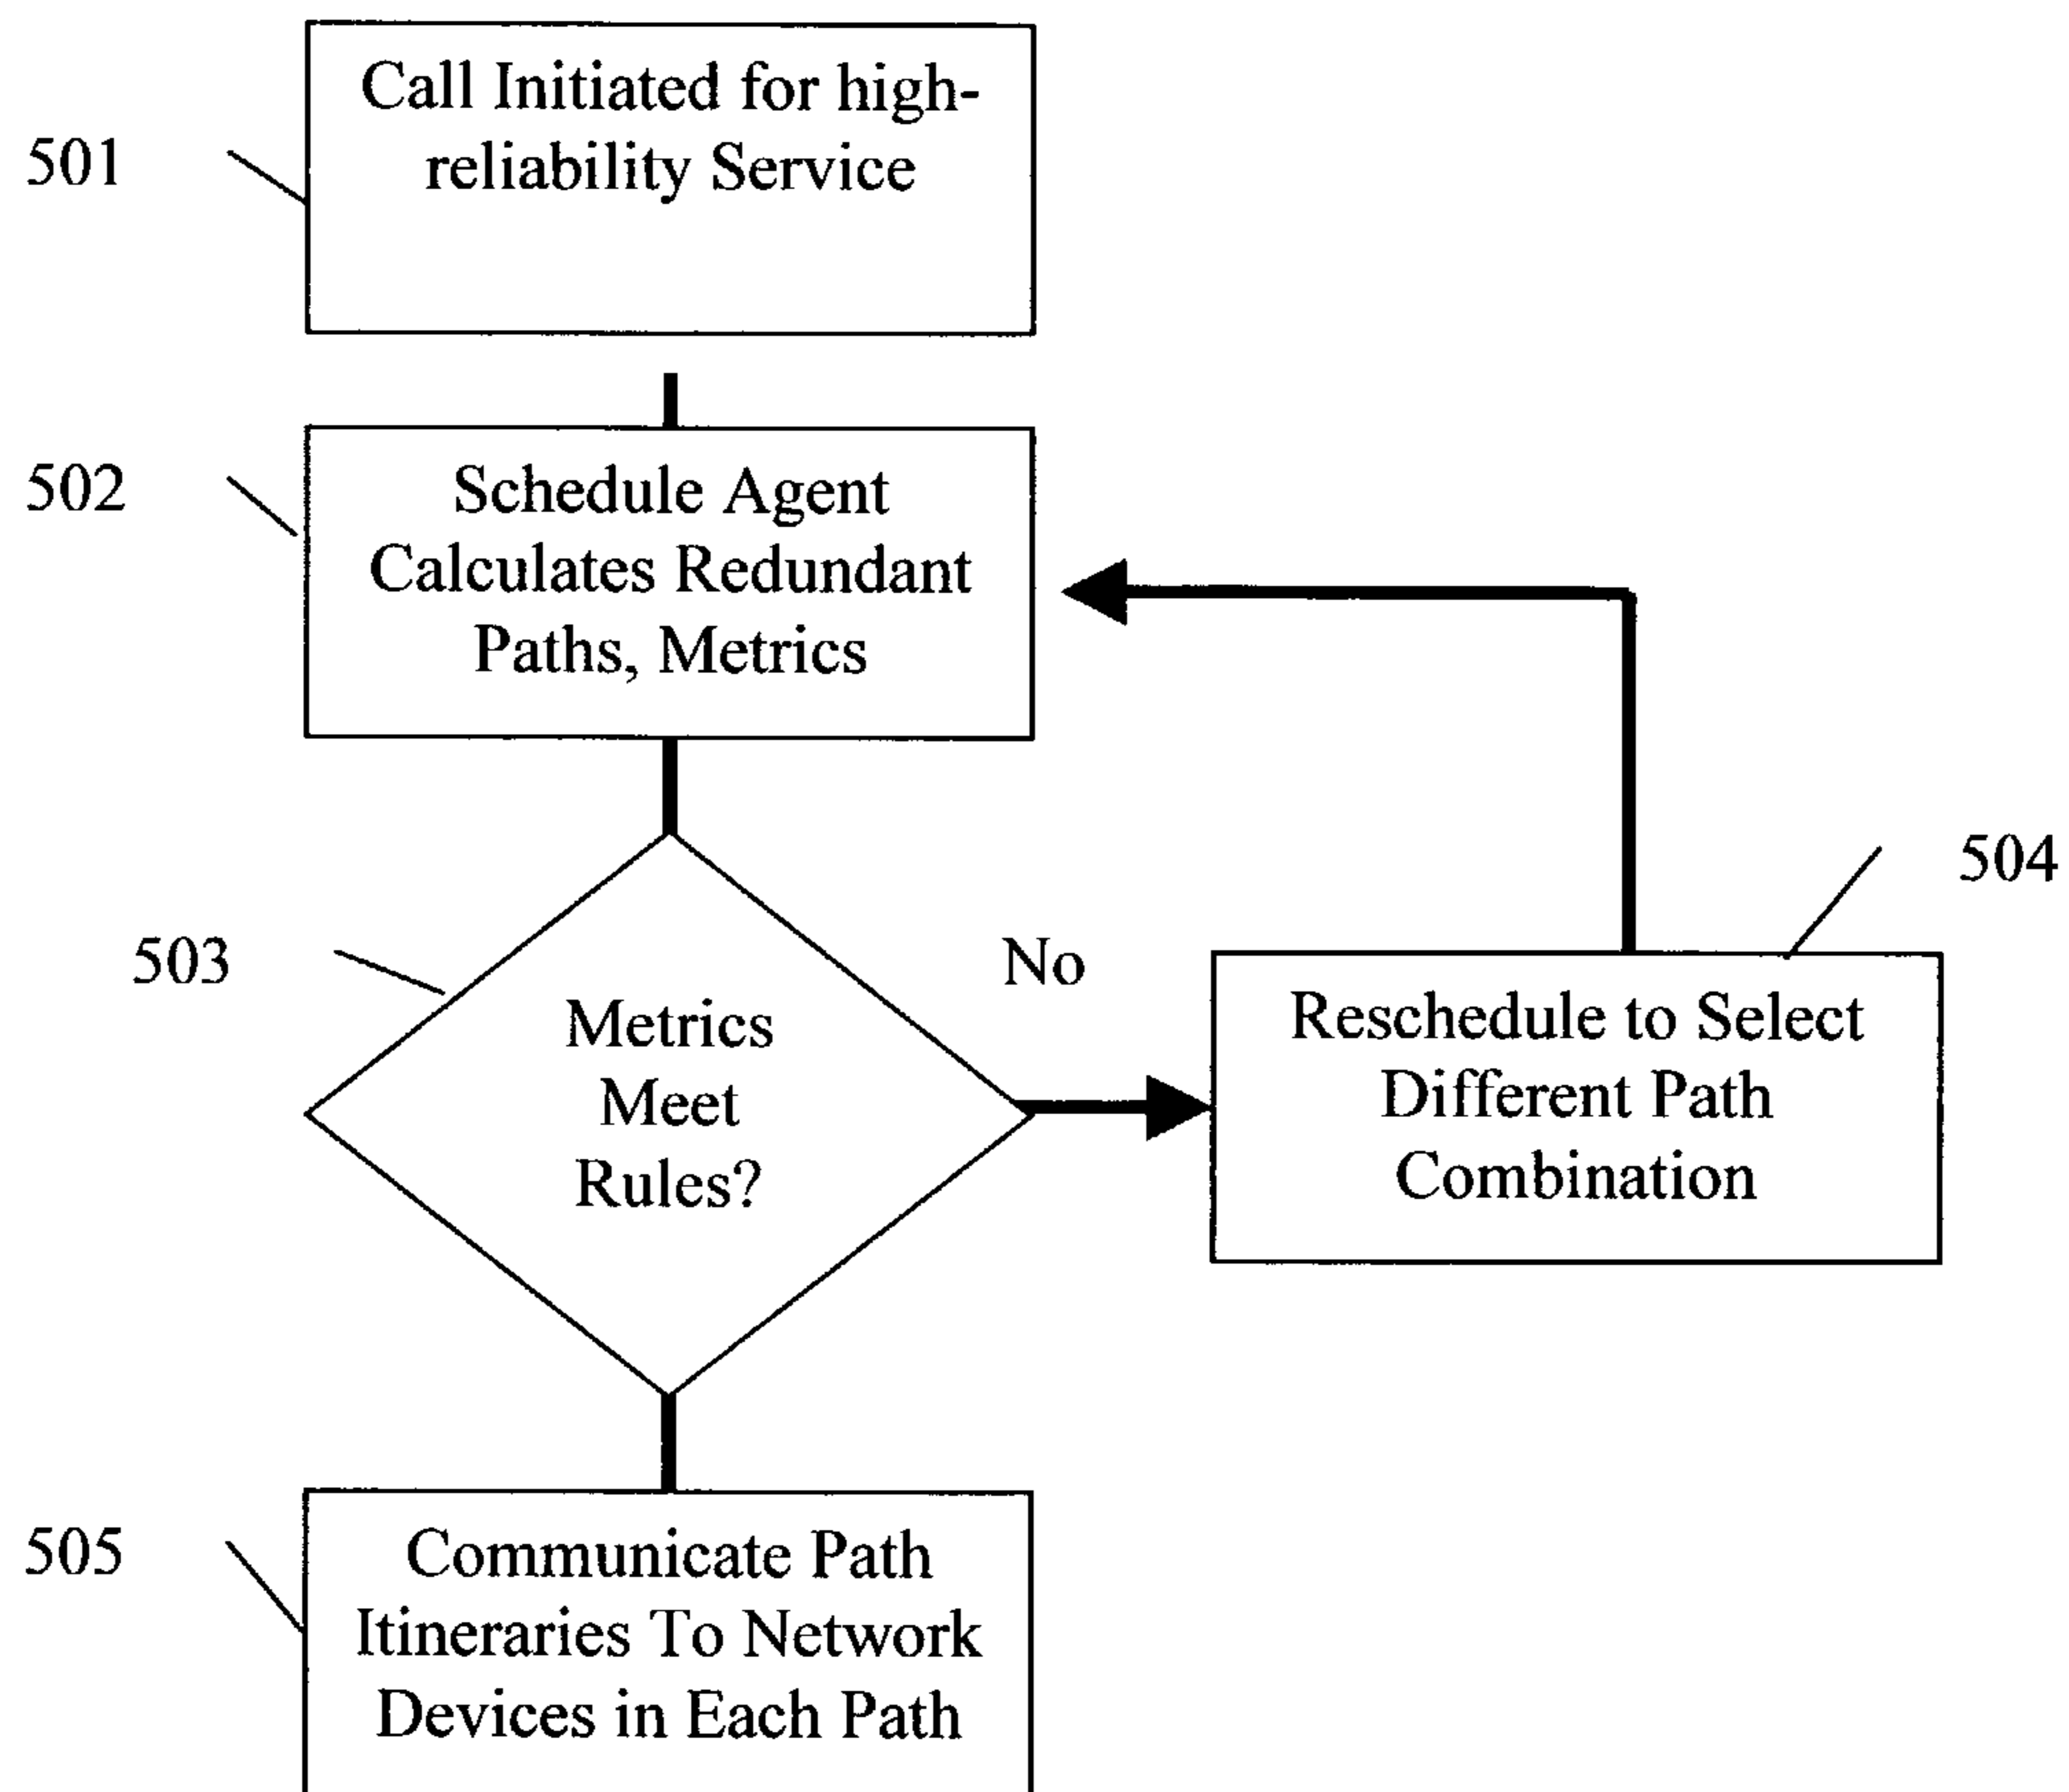 Call Initiated for high-
reliability Service
501
502
Schedule Agent
Calculates Redundant
Paths, Metrics
504
503
No
Metrics
Meet
Rules?
Reschedule to Select
Different Path
Combination
505
Communicate Path
Itineraries To Network
Devices in Each Path